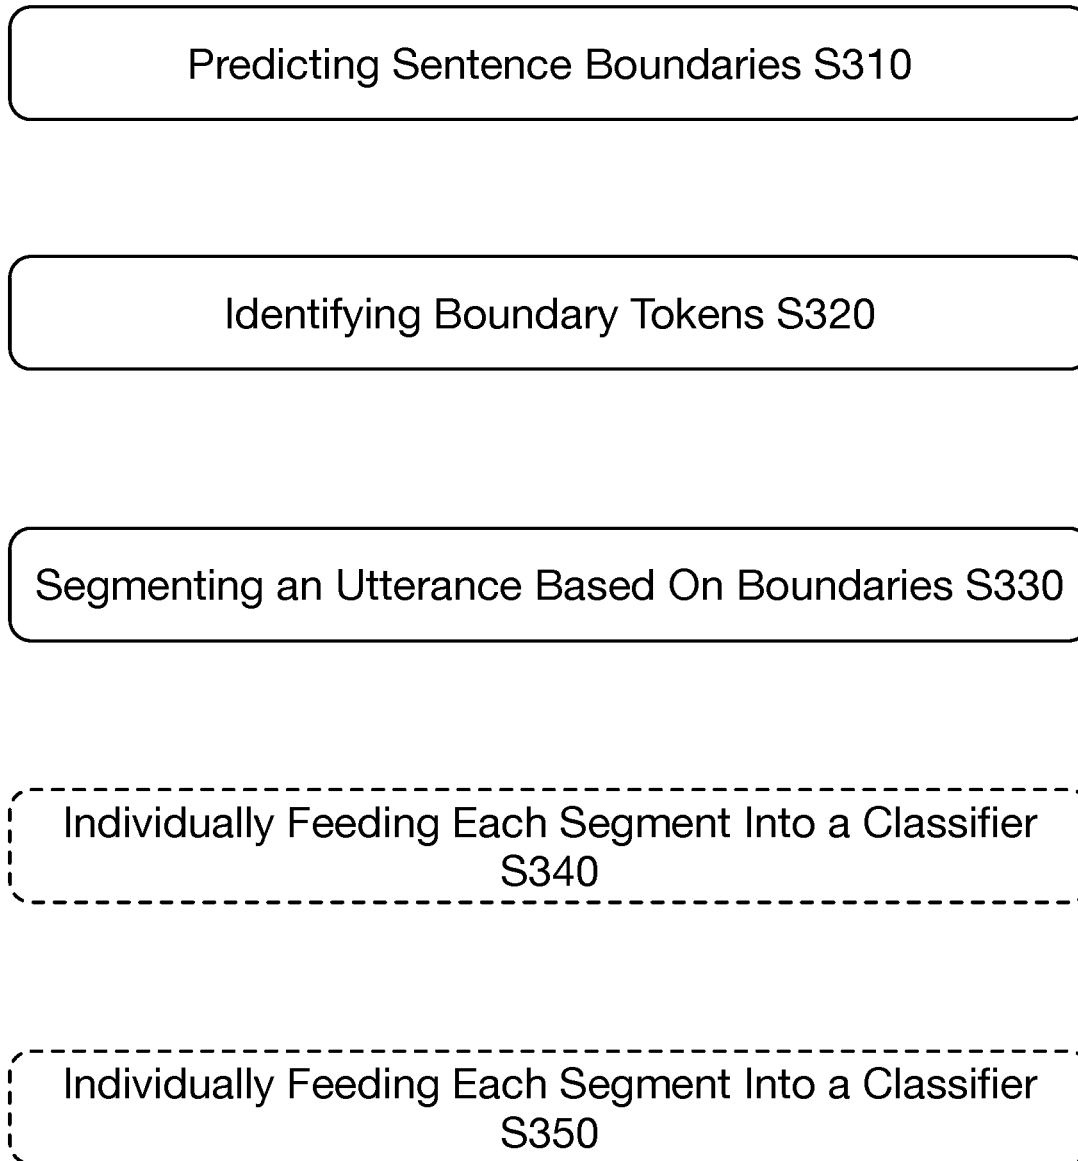 Predicting Sentence Boundaries S310
Identifying Boundary Tokens S320
Segmenting an Utterance Based On Boundaries S330
Individually Feeding Each Segment Into a Classifier
S340
Individually Feeding Each Segment Into a Classifier
S350